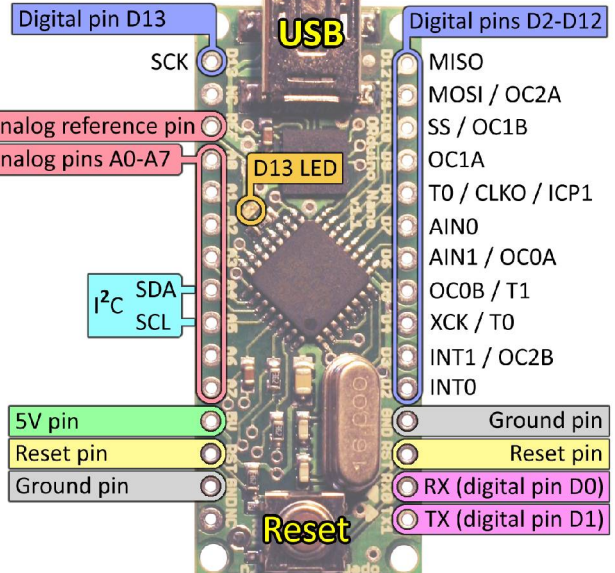 Digital pin D13
USB
Digital pins D2-D12
SCK
MISO
MOSI / OC2A
nalog reference pin
SS / OC1B
nalog pins A0-A7
OC1A
D13 LED
T0 / CLKO / ICP1
AIN0
AIN1 / OC0A
I²C
SDA
OC0B / T1
SCL
XCK / T0
INT1 / OC2B
INT0
16.000
5V pin
Ground pin
Reset pin
Reset pin
Ground pin
RX (digital pin D0)
Reset
TX (digital pin D1)